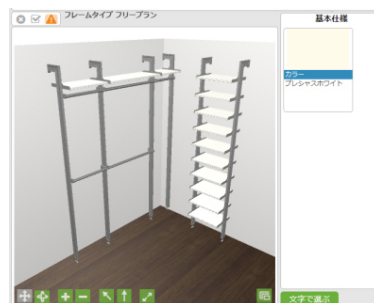 フレームタイプ フリープラン
基本仕様
カラー
プレシャスホワイト
文字で選ぶ